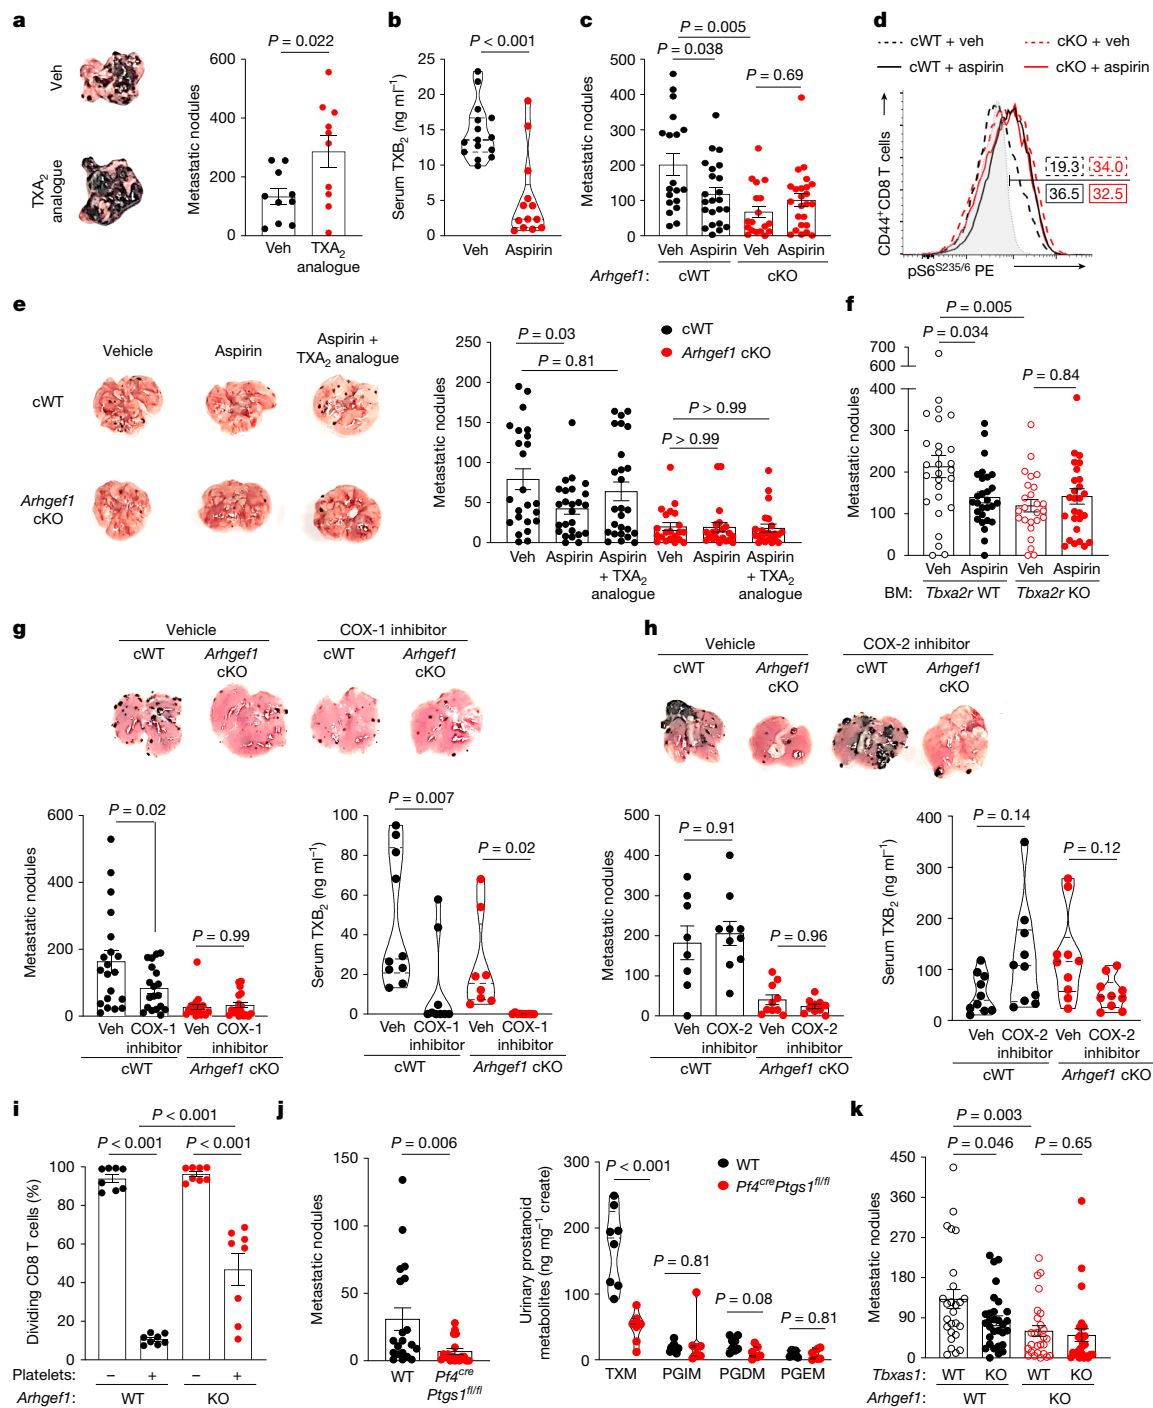 a
Veh
TXA2 analogue
Metastatic nodules
600
400
200
0
P = 0.022
Veh
TXA2 analogue
b
Serum TXB2 (ng ml–1)
25
20
15
10
5
0
P < 0.001
Veh Aspirin
c
Metastatic nodules
500
400
300
200
100
0
P = 0.005
P = 0.038
P = 0.69
Veh Aspirin Veh Aspirin
Arhgef1: cWT cKO
d
cWT + veh
cKO + veh
cWT + aspirin
cKO + aspirin
CD44+CD8 T cells
19.3 34.0
36.5 32.5
pS6S235/6 PE
e
Vehicle
Aspirin
Aspirin + TXA2 analogue
cWT
Arhgef1 cKO
Metastatic nodules
250
200
150
100
50
0
P = 0.03
P = 0.81
cWT
Arhgef1 cKO
P > 0.99
P > 0.99
Veh Aspirin Aspirin + TXA2 analogue Veh Aspirin Aspirin + TXA2 analogue
f
Metastatic nodules
700
600
400
300
200
100
0
P = 0.005
P = 0.034
P = 0.84
Veh Aspirin Veh Aspirin
BM: Tbxa2r WT Tbxa2r KO
g
Vehicle
COX-1 inhibitor
cWT
Arhgef1 cKO
cWT
Arhgef1 cKO
Metastatic nodules
600
400
200
0
P = 0.02
P = 0.99
Veh COX-1 inhibitor Veh COX-1 inhibitor
cWT Arhgef1 cKO
Serum TXB2 (ng ml–1)
100
80
60
40
20
0
P = 0.007
P = 0.02
Veh COX-1 inhibitor Veh COX-1 inhibitor
cWT Arhgef1 cKO
h
Vehicle
COX-2 inhibitor
cWT
Arhgef1 cKO
cWT
Arhgef1 cKO
Metastatic nodules
500
400
300
200
100
0
P = 0.91
P = 0.96
Veh COX-2 inhibitor Veh COX-2 inhibitor
cWT Arhgef1 cKO
Serum TXB2 (ng ml–1)
400
300
200
100
0
P = 0.14
P = 0.12
Veh COX-2 inhibitor Veh COX-2 inhibitor
cWT Arhgef1 cKO
i
Dividing CD8 T cells (%)
100
80
60
40
20
0
P < 0.001
P < 0.001
P < 0.001
Platelets: – + – +
Arhgef1: WT KO
j
Metastatic nodules
150
100
50
0
P = 0.006
WT
Pf4cre Ptgs1fl/fl
Urinary prostanoid metabolites (ng mg–1 create)
300
200
100
0
P < 0.001
P = 0.81
P = 0.08
P = 0.81
WT
Pf4crePtgs1fl/fl
TXM PGIM PGDM PGEM
k
Metastatic nodules
450
360
270
180
90
0
P = 0.003
P = 0.046
P = 0.65
Tbxas1: WT KO WT KO
Arhgef1: WT KO